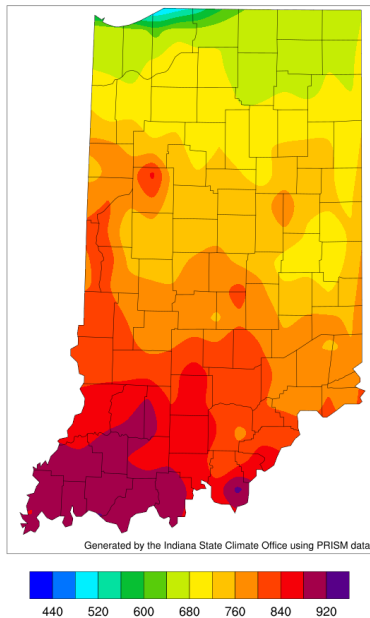 Generated by the Indiana State Climate Office using PRISM data
440 520 600 680 760 840 920